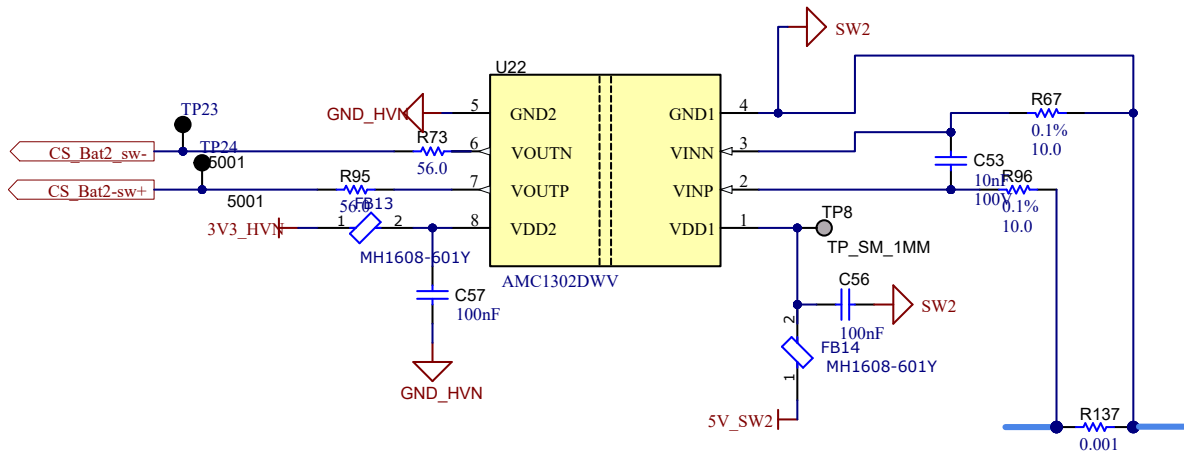 SW2
U22
TP23
GND_HVN
5
GND2
GND1
4
R67
0.1%
10.0
TP24
5001
R73
56.0
CS_Bat2_sw-
6
VOUTN
VINN
3
C53
10nF
100V
CS_Bat2-sw+
5001
R95
56.0
7
VOUTP
VINP
2
R96
0.1%
10.0
FB13
3V3_HVN
1
2
8
VDD2
VDD1
1
TP8
TP_SM_1MM
MH1608-601Y
AMC1302DWV
C57
100nF
C56
100nF
SW2
2
FB14
MH1608-601Y
1
GND_HVN
5V_SW2
R137
0.001